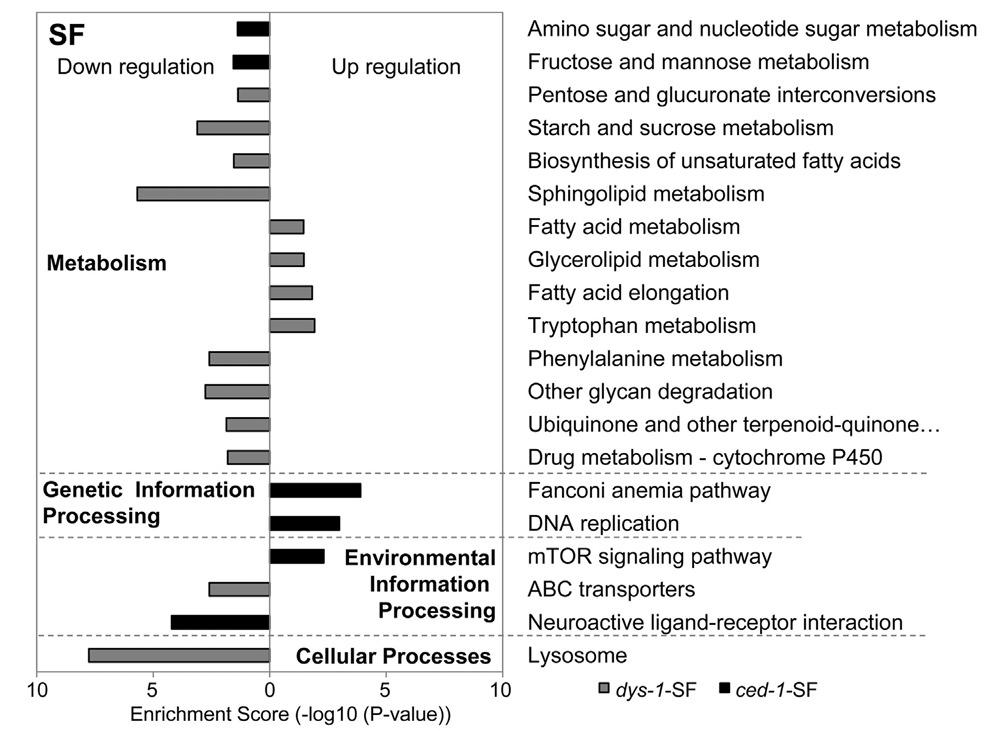 SF
Down regulation
Up regulation
Amino sugar and nucleotide sugar metabolism
Fructose and mannose metabolism
Pentose and glucuronate interconversions
Starch and sucrose metabolism
Biosynthesis of unsaturated fatty acids
Sphingolipid metabolism
Fatty acid metabolism
Metabolism
Glycerolipid metabolism
Fatty acid elongation
Tryptophan metabolism
Phenylalanine metabolism
Other glycan degradation
Ubiquinone and other terpenoid-quinone…
Drug metabolism - cytochrome P450
Genetic Information
Processing
Fanconi anemia pathway
DNA replication
Environmental
Information
Processing
mTOR signaling pathway
ABC transporters
Neuroactive ligand-receptor interaction
Cellular Processes
Lysosome
10 5 0 5 10
Enrichment Score (-log10 (P-value))
dys-1-SF ced-1-SF